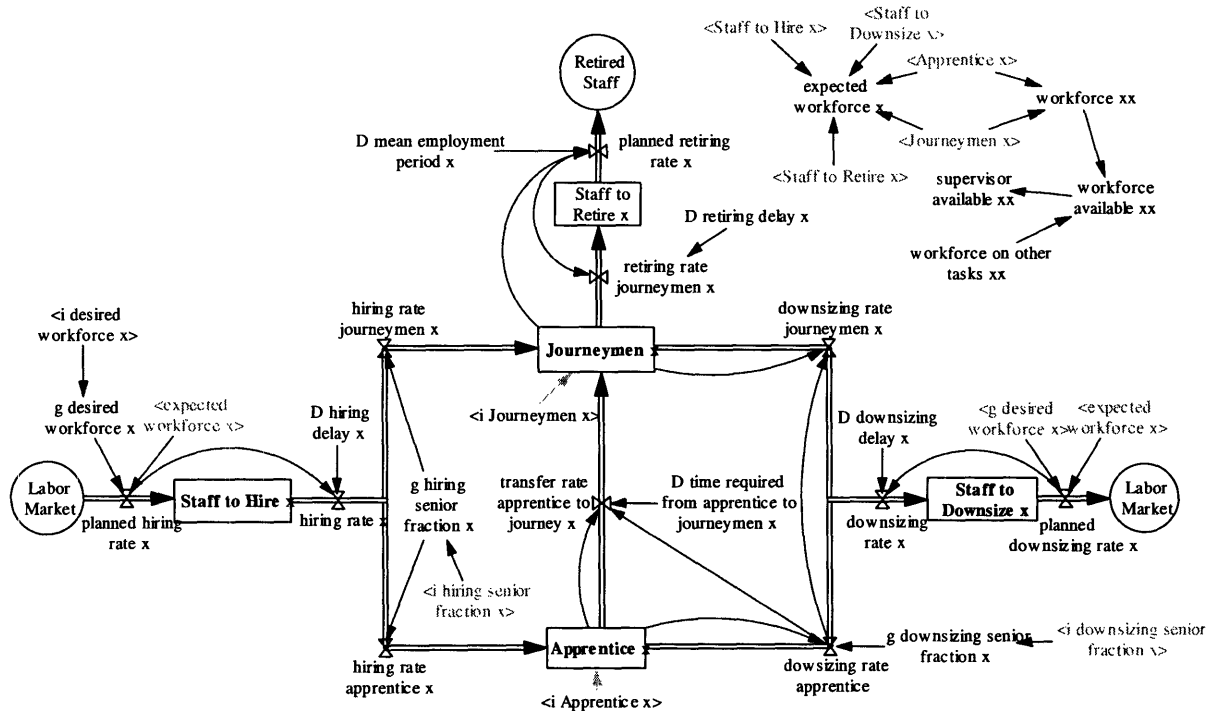 <Staff to Hire x>
<Staff to
Downsize x>
<Apprentice x>
expected
workforce x
workforce xx
<Journeymen x>
<Staff to Retire x>
supervisor
available xx
workforce
available xx
workforce on other
tasks xx
Retired
Staff
D mean employment
period x
planned retiring
rate x
Staff to
Retire x
D retiring delay x
retiring rate
journeymen x
hiring rate
journeymen x
downsizing rate
journeymen x
Journeymen x
<i Journeymen x>
<i desired
workforce x>
g desired
workforce x
<expected
workforce x>
D hiring
delay x
Labor
Market
planned hiring
rate x
Staff to Hire x
hiring rate x
g hiring
senior
fraction x
<i hiring senior
fraction x>
transfer rate
apprentice to
journey x
D time required
from apprentice to
journeymen x
D downsizing
delay x
<g desired
workforce x>
<expected
workforce x>
downsizing
rate x
Staff to
Downsize x
planned
downsizing rate x
Labor
Market
hiring rate
apprentice x
Apprentice x
<i Apprentice x>
dowsizing rate
apprentice
g downsizing senior
fraction x
<i downsizing senior
fraction x>